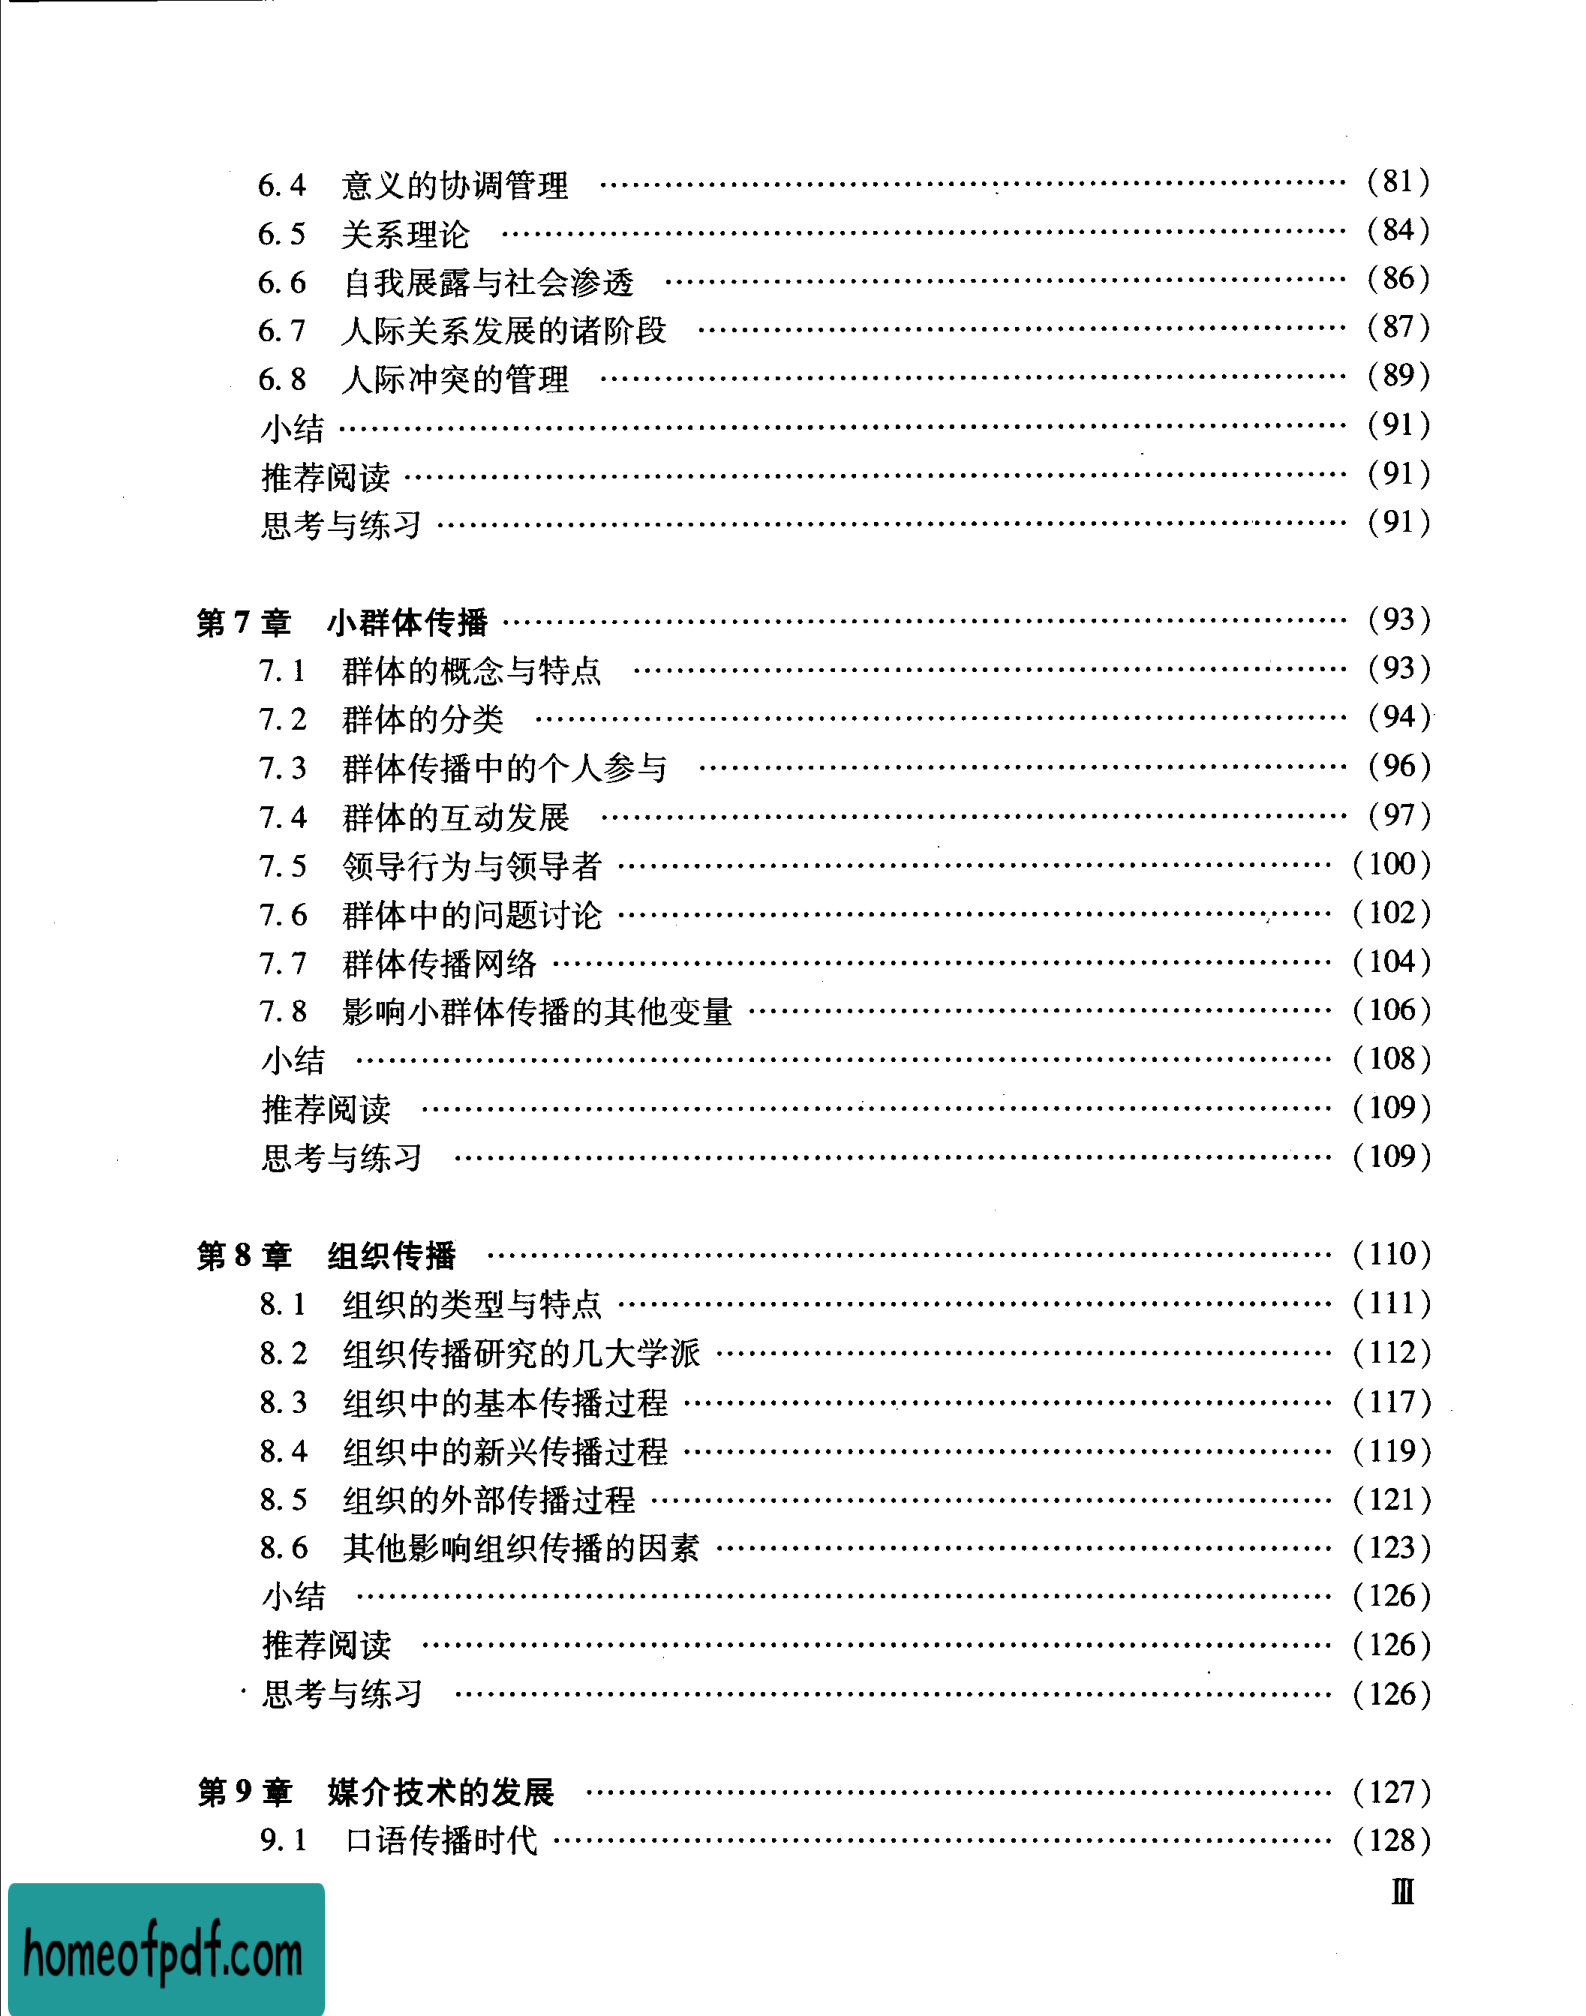 6.4 意义的协调管理 …… (81)
6.5 关系理论 …… (84)
6.6 自我展露与社会渗透 …… (86)
6.7 人际关系发展的诸阶段 …… (87)
6.8 人际冲突的管理 …… (89)
小结 …… (91)
推荐阅读 …… (91)
思考与练习 …… (91)
第7章 小群体传播 …… (93)
7.1 群体的概念与特点 …… (93)
7.2 群体的分类 …… (94)
7.3 群体传播中的个人参与 …… (96)
7.4 群体的互动发展 …… (97)
7.5 领导行为与领导者 …… (100)
7.6 群体中的问题讨论 …… (102)
7.7 群体传播网络 …… (104)
7.8 影响小群体传播的其他变量 …… (106)
小结 …… (108)
推荐阅读 …… (109)
思考与练习 …… (109)
第8章 组织传播 …… (110)
8.1 组织的类型与特点 …… (111)
8.2 组织传播研究的几大学派 …… (112)
8.3 组织中的基本传播过程 …… (117)
8.4 组织中的新兴传播过程 …… (119)
8.5 组织的外部传播过程 …… (121)
8.6 其他影响组织传播的因素 …… (123)
小结 …… (126)
推荐阅读 …… (126)
思考与练习 …… (126)
第9章 媒介技术的发展 …… (127)
9.1 口语传播时代 …… (128)
Ⅲ
homeofpdf.com